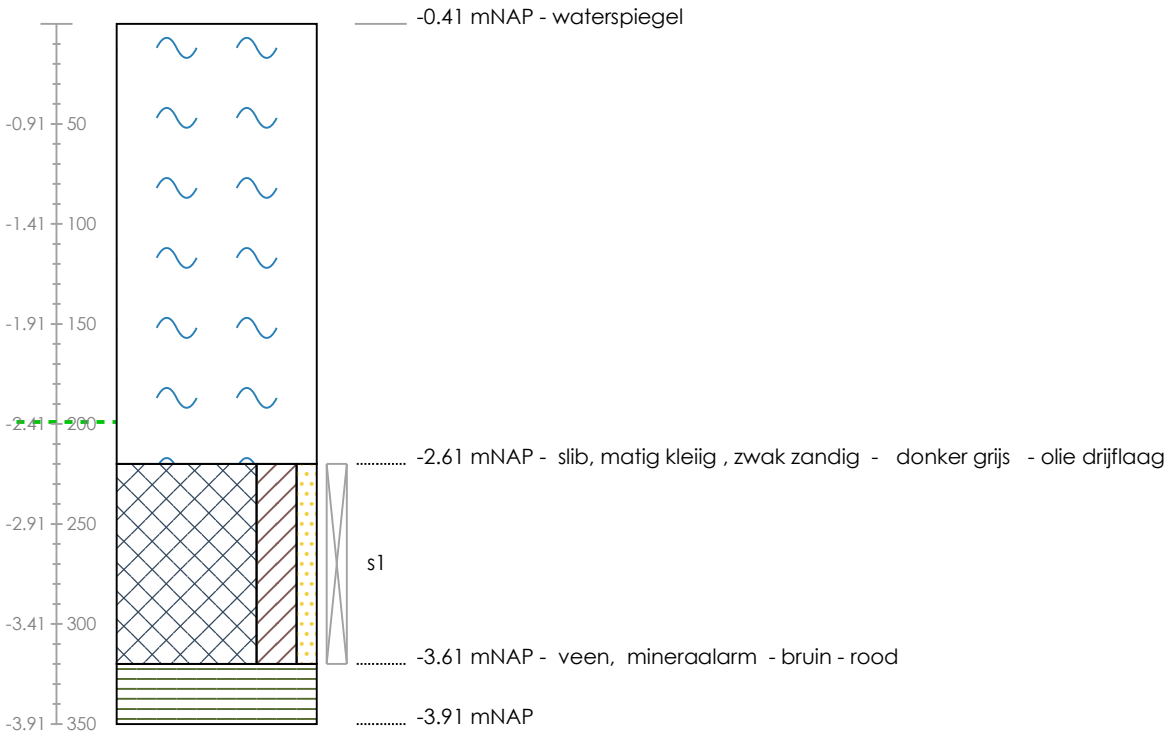 -0.41 mNAP - waterspiegel
-0.91 50
-1.41 100
-1.91 150
-2.41 200
-2.61 mNAP - slib, matig kleiig , zwak zandig - donker grijs - olie drijflaag
-2.91 250
s1
-3.41 300
-3.61 mNAP - veen, mineraalarm - bruin - rood
-3.91 350
-3.91 mNAP